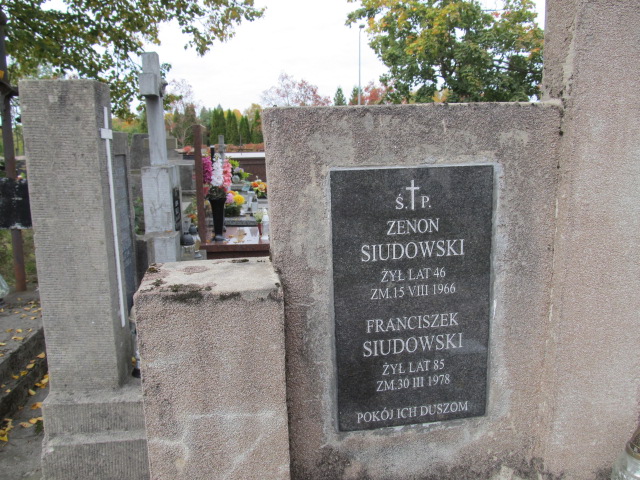 Ś.†P.
ZENON
SIUDOWSKI
ŻYŁ LAT 46
ZM.15 VIII 1966
FRANCISZEK
SIUDOWSKI
ŻYŁ LAT 85
ZM.30 III 1978
POKÓJ ICH DUSZOM